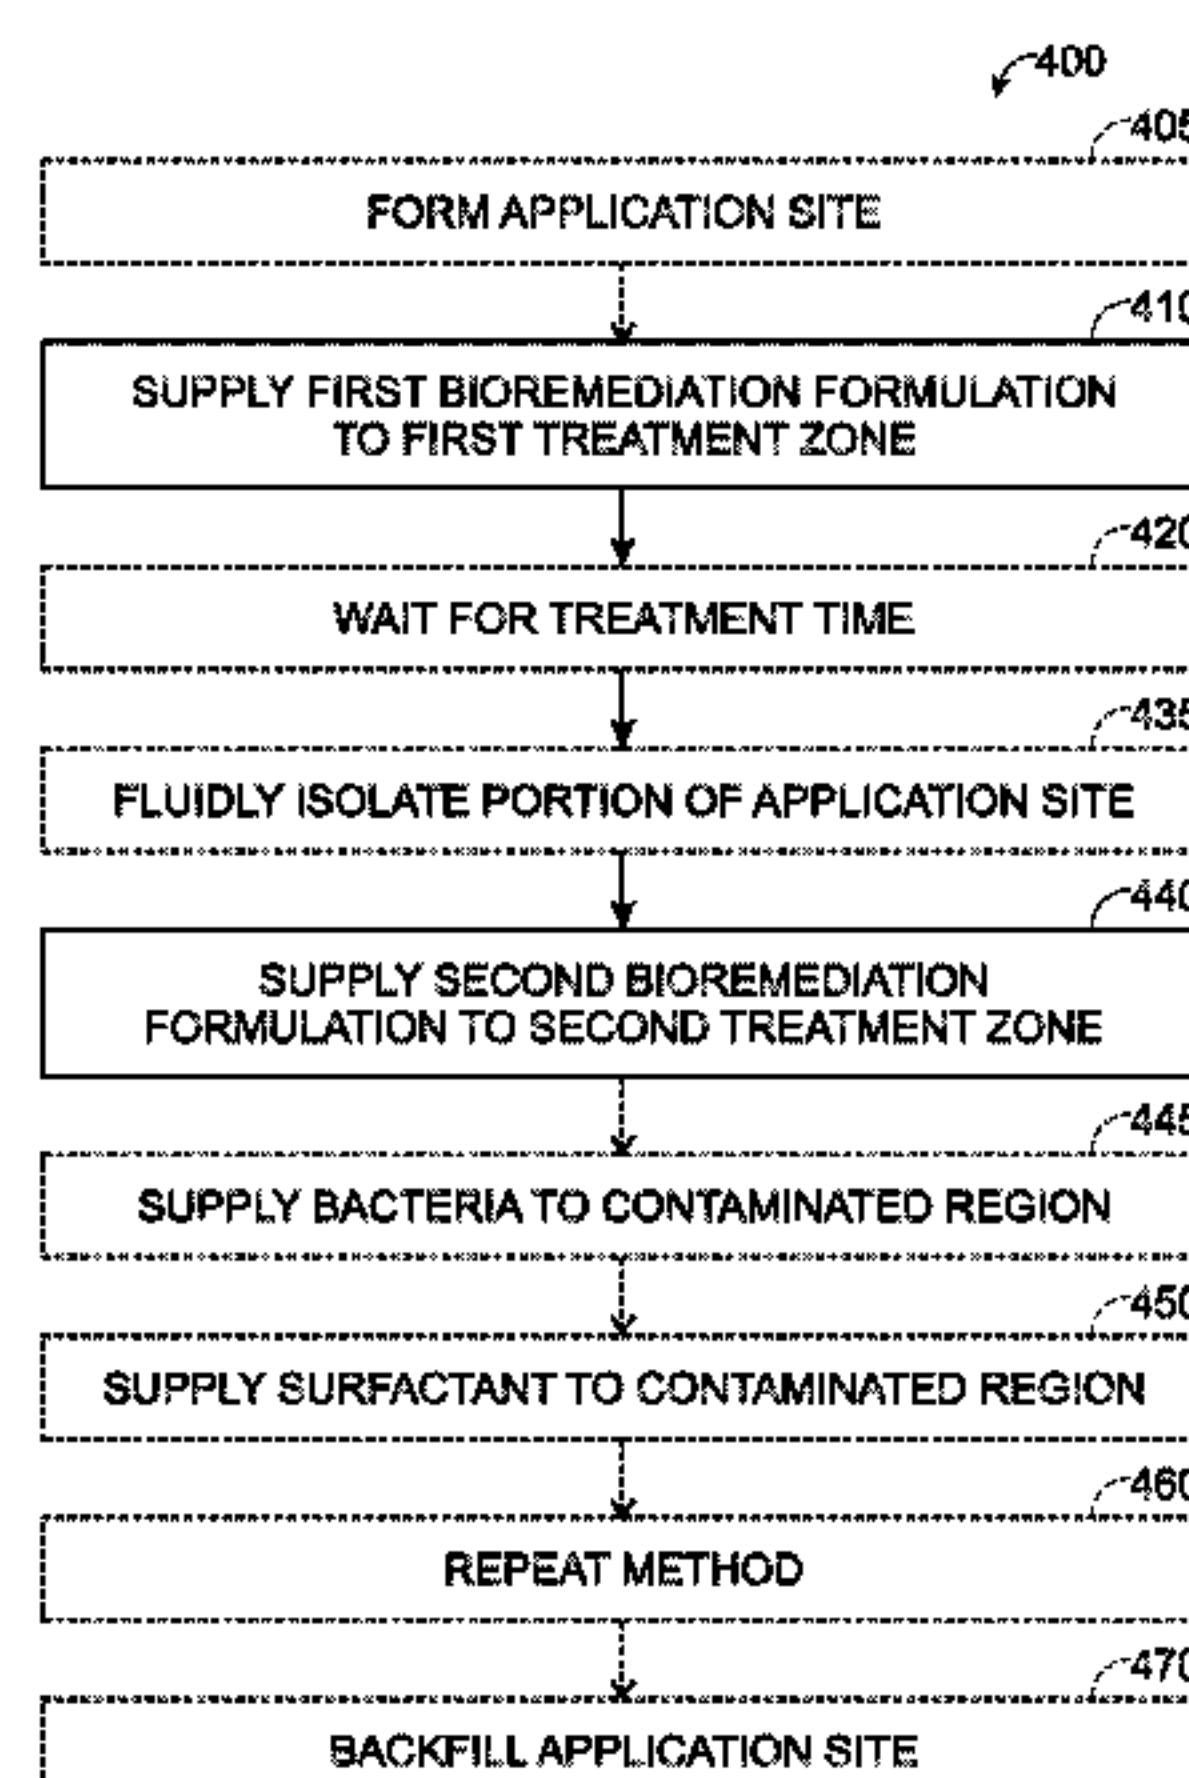 400
405
FORM APPLICATION SITE
410
SUPPLY FIRST BIOREMEDIATION FORMULATION
TO FIRST TREATMENT ZONE
420
WAIT FOR TREATMENT TIME
435
FLUIDLY ISOLATE PORTION OF APPLICATION SITE
440
SUPPLY SECOND BIOREMEDIATION
FORMULATION TO SECOND TREATMENT ZONE
445
SUPPLY BACTERIA TO CONTAMINATED REGION
450
SUPPLY SURFACTANT TO CONTAMINATED REGION
460
REPEAT METHOD
470
BACKFILL APPLICATION SITE